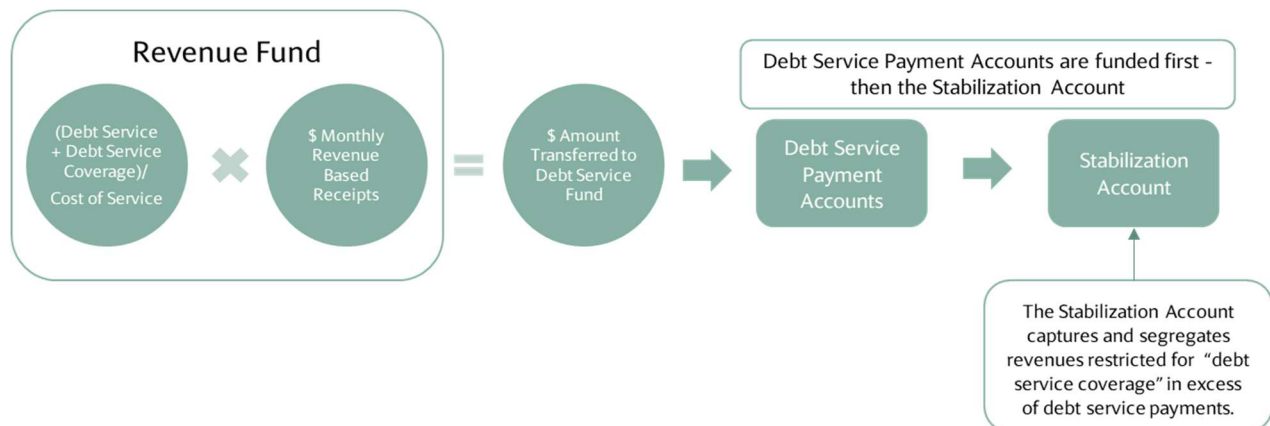 Revenue Fund
(Debt Service
+ Debt Service
Coverage)/
Cost of Service
$ Monthly
Revenue
Based
Receipts
$ Amount
Transferred to
Debt Service
Fund
Debt Service Payment Accounts are funded first -
then the Stabilization Account
Debt Service
Payment
Accounts
Stabilization
Account
The Stabilization Account
captures and segregates
revenues restricted for "debt
service coverage" in excess
of debt service payments.